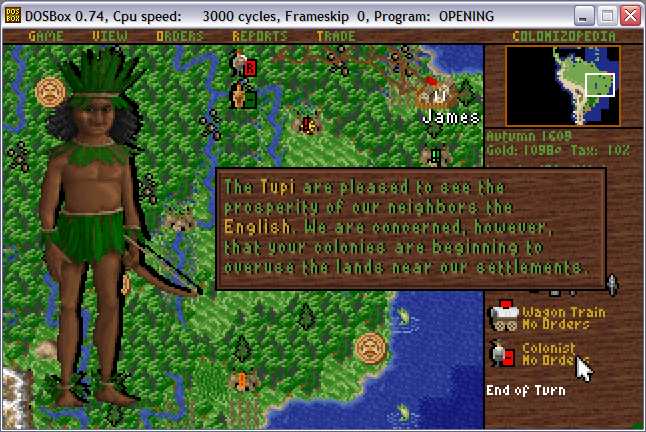 DOSBox 0.74, Cpu speed: 3000 cycles, Frameskip 0, Program: OPENING
GAME VIEW ORDERS REPORTS TRADE COLONIZOPEDIA
James
Autumn 1609
Gold: 1098¢ Tax: 10%
The Tupi are pleased to see the
prosperity of our neighbors the
English. We are concerned, however,
that your colonies are beginning to
overuse the lands near our settlements.
Wagon Train
No Orders
Colonist
No Orders
End of Turn